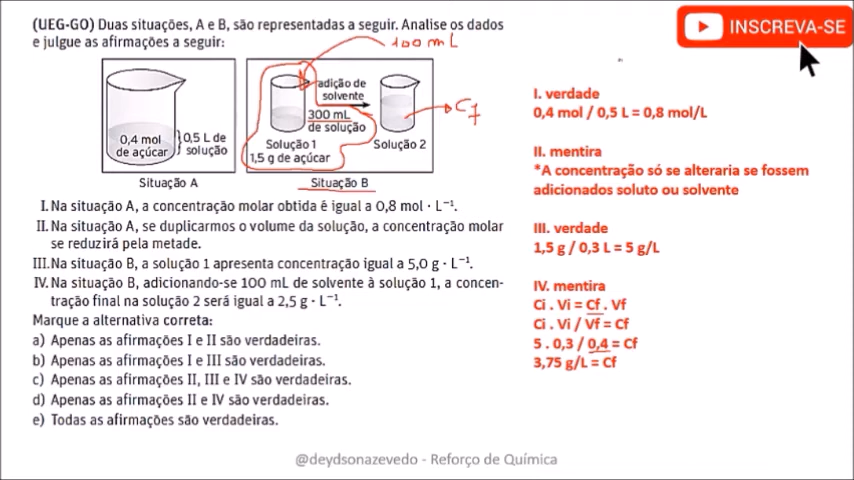 (UEG-GO) Duas situações, A e B, são representadas a seguir. Analise os dados
e julgue as afirmações a seguir:
100 mL
adição de
solvente
300 mL
de solução
Cf
0,4 mol
de açúcar
0,5 L de
solução
Solução 1
1,5 g de açúcar
Solução 2
Situação A
Situação B
I. Na situação A, a concentração molar obtida é igual a 0,8 mol · L⁻¹.
II. Na situação A, se duplicarmos o volume da solução, a concentração molar
se reduzirá pela metade.
III. Na situação B, a solução 1 apresenta concentração igual a 5,0 g · L⁻¹.
IV. Na situação B, adicionando-se 100 mL de solvente à solução 1, a concen-
tração final na solução 2 será igual a 2,5 g · L⁻¹.
Marque a alternativa correta:
a) Apenas as afirmações I e II são verdadeiras.
b) Apenas as afirmações I e III são verdadeiras.
c) Apenas as afirmações II, III e IV são verdadeiras.
d) Apenas as afirmações II e IV são verdadeiras.
e) Todas as afirmações são verdadeiras.
INSCREVA-SE
I. verdade
0,4 mol / 0,5 L = 0,8 mol/L
II. mentira
*A concentração só se alteraria se fossem
adicionados soluto ou solvente
III. verdade
1,5 g / 0,3 L = 5 g/L
IV. mentira
Ci . Vi = Cf . Vf
Ci . Vi / Vf = Cf
5 . 0,3 / 0,4 = Cf
3,75 g/L = Cf
@deydsonazevedo - Reforço de Química